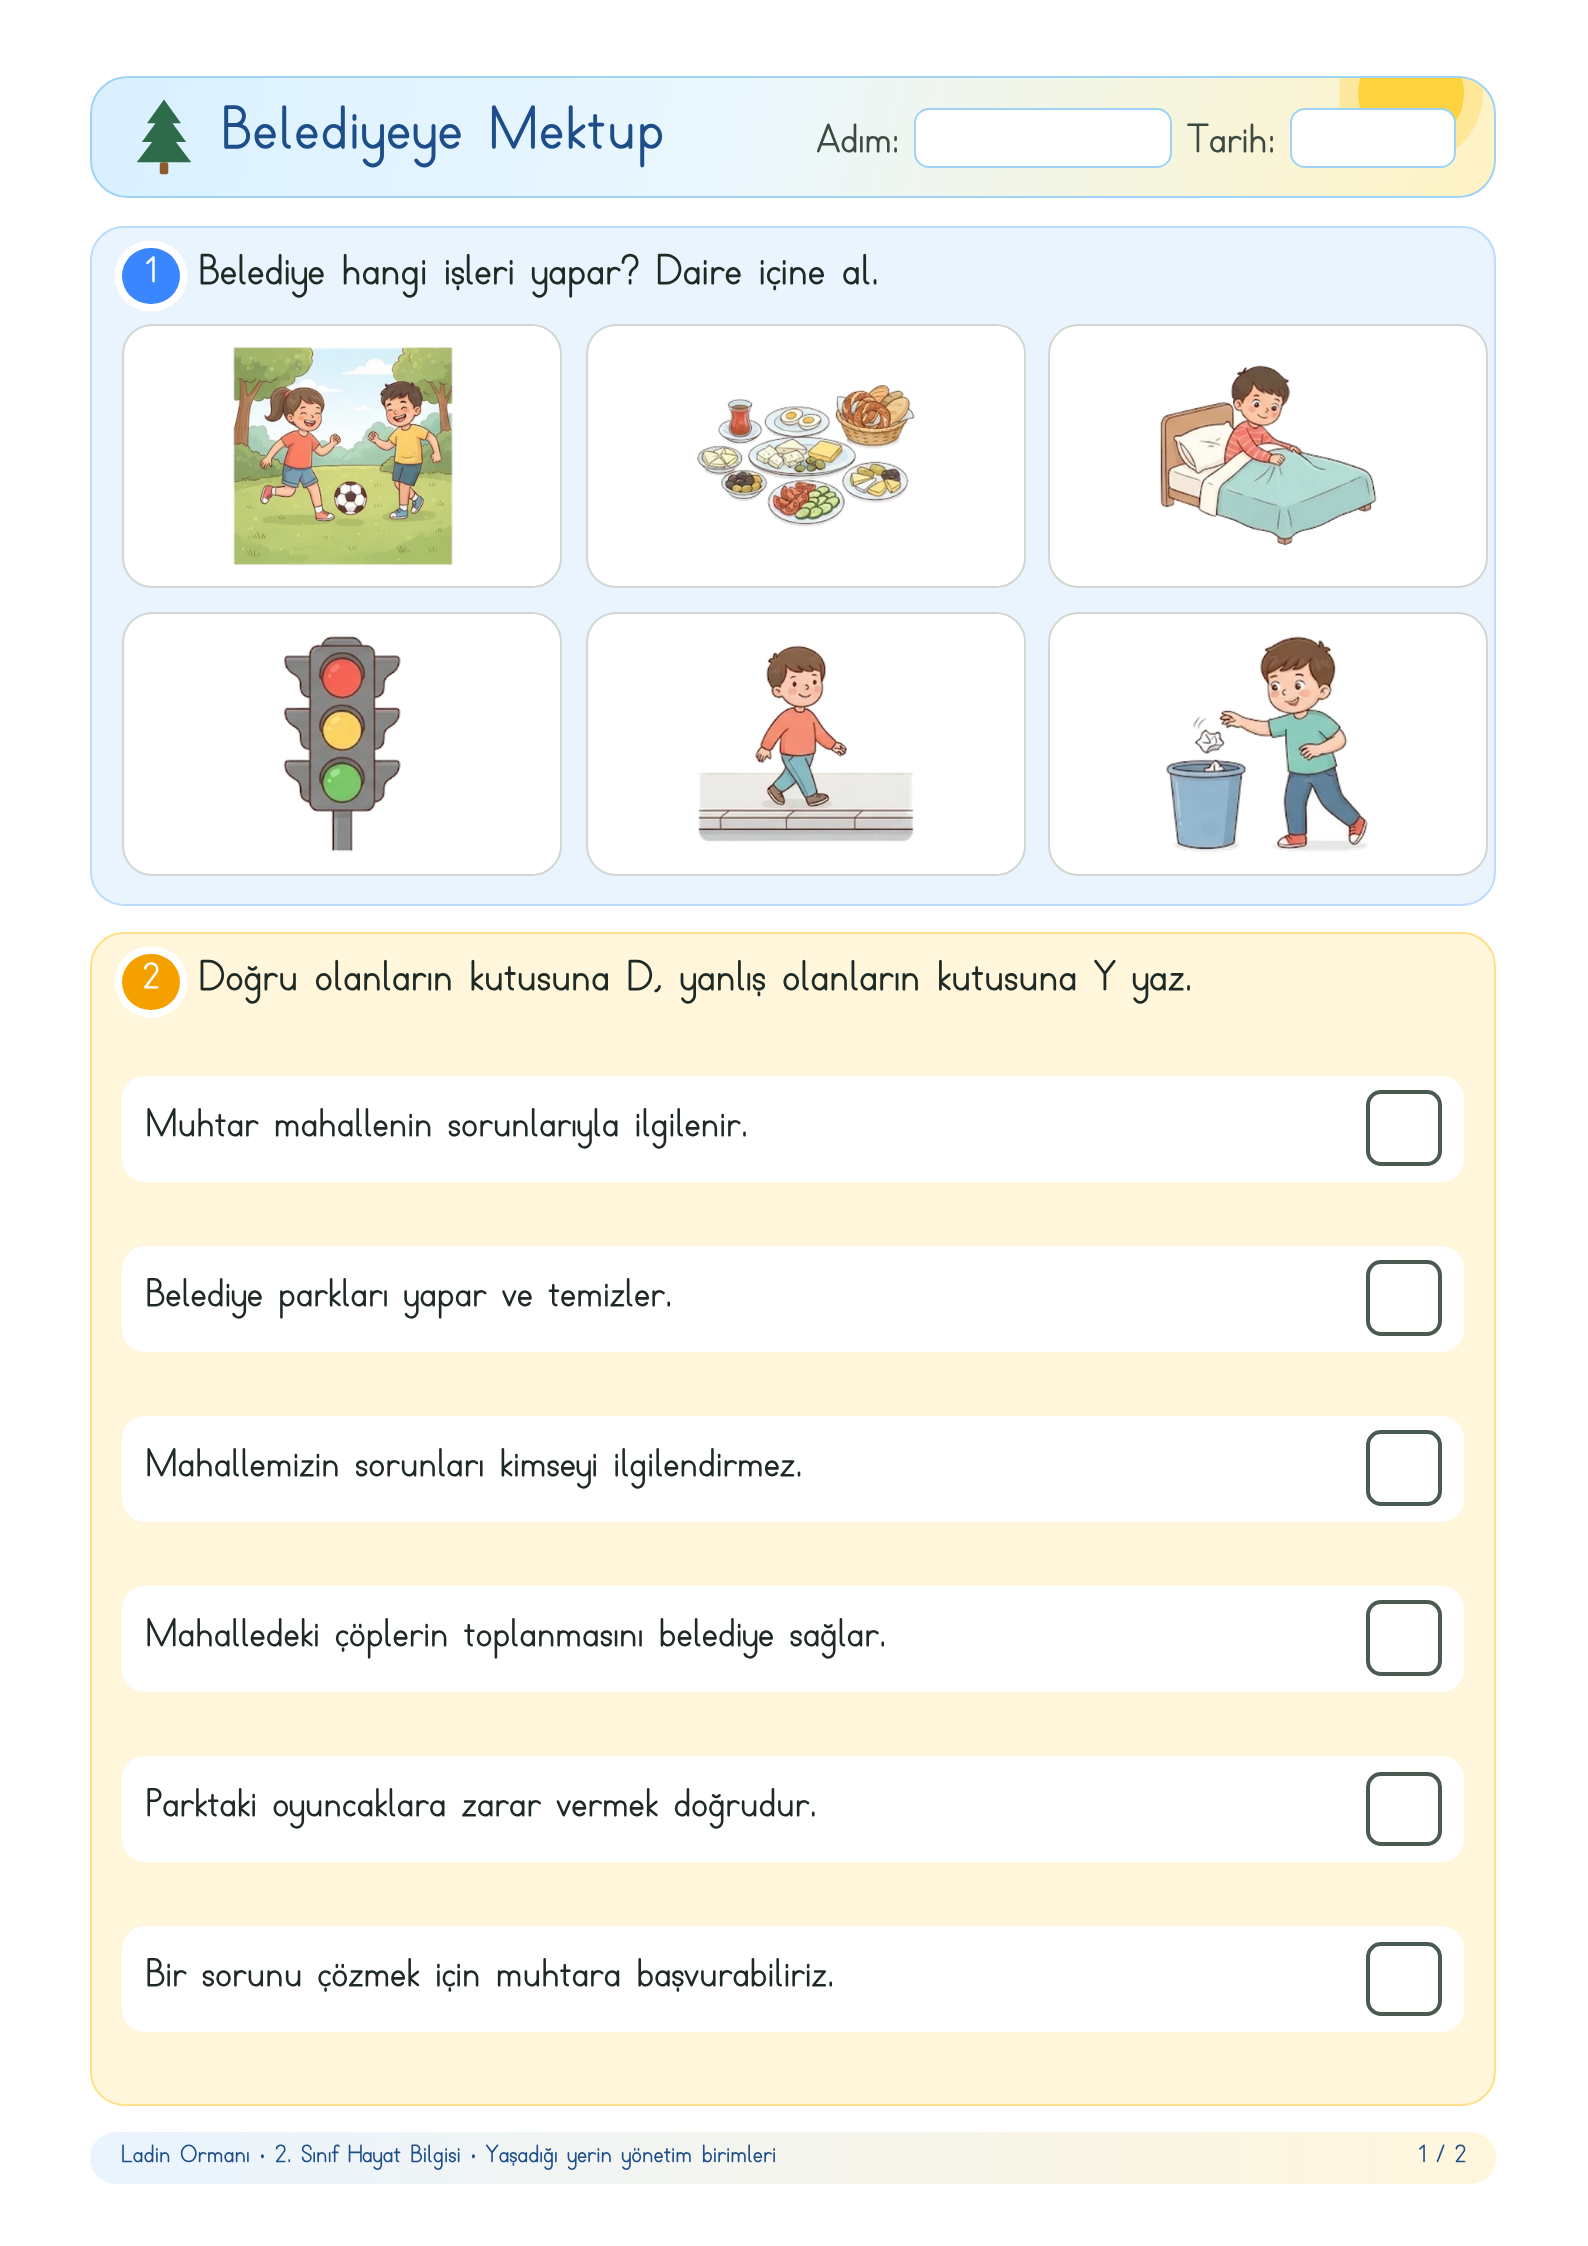 Belediyeye Mektup
Adım:
Tarih:
1 Belediye hangi işleri yapar? Daire içine al.
2 Doğru olanların kutusuna D, yanlış olanların kutusuna Y yaz.
Muhtar mahallenin sorunlarıyla ilgilenir.
Belediye parkları yapar ve temizler.
Mahallemizin sorunları kimseyi ilgilendirmez.
Mahalledeki çöplerin toplanmasını belediye sağlar.
Parktaki oyuncaklara zarar vermek doğrudur.
Bir sorunu çözmek için muhtara başvurabiliriz.
Ladin Ormanı • 2. Sınıf Hayat Bilgisi • Yaşadığı yerin yönetim birimleri
1 / 2